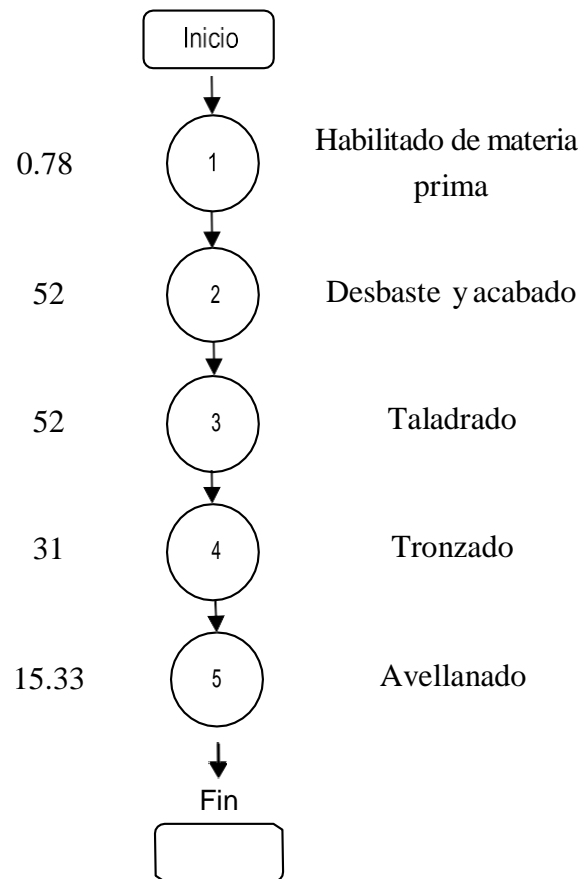 Inicio
0.78
1
Habilitado de materia
prima
52
2
Desbaste y acabado
52
3
Taladrado
31
4
Tronzado
15.33
5
Avellanado
Fin